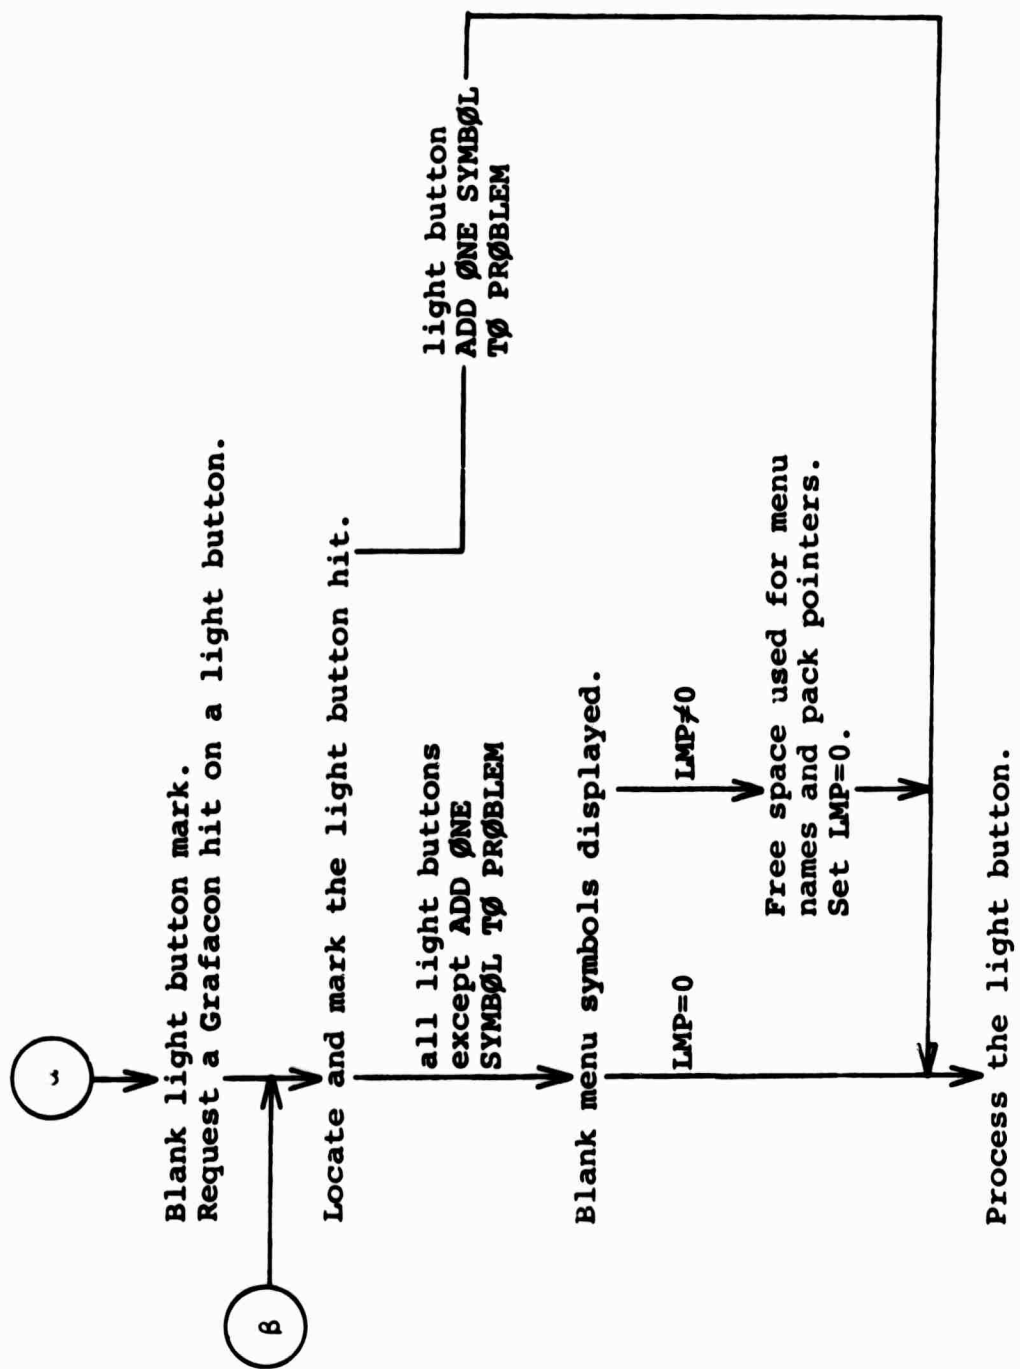 Blank light button mark.
Request a Grafacon hit on a light button.
β
Locate and mark the light button hit.
all light buttons
except ADD ØNE
SYMBØL TØ PRØBLEM
light button
ADD ØNE SYMBØL
TØ PRØBLEM
Blank menu symbols displayed.
LMP=0
LMP≠0
Free space used for menu
names and pack pointers.
Set LMP=0.
Process the light button.